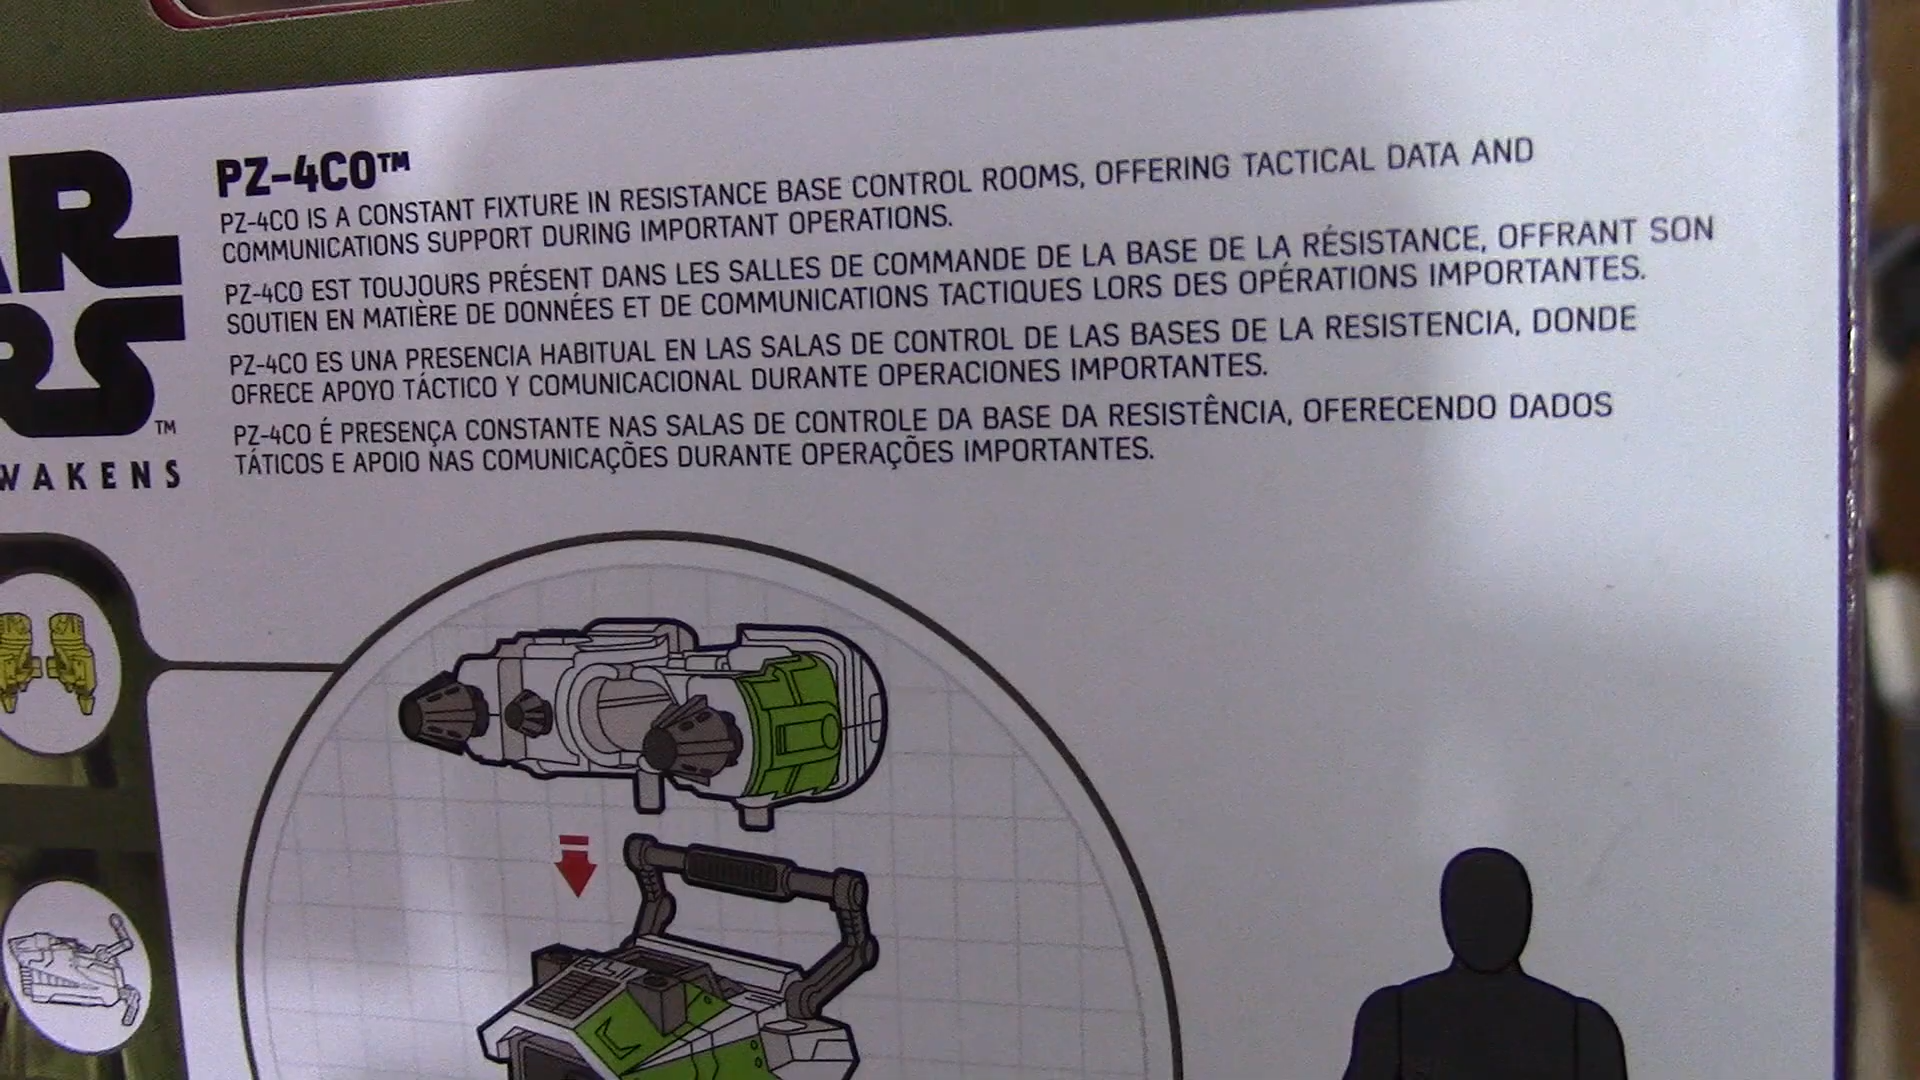 AR
RS
™
WAKENS
PZ-4CO™
PZ-4CO IS A CONSTANT FIXTURE IN RESISTANCE BASE CONTROL ROOMS, OFFERING TACTICAL DATA AND
COMMUNICATIONS SUPPORT DURING IMPORTANT OPERATIONS.
PZ-4CO EST TOUJOURS PRÉSENT DANS LES SALLES DE COMMANDE DE LA BASE DE LA RÉSISTANCE, OFFRANT SON
SOUTIEN EN MATIÈRE DE DONNÉES ET DE COMMUNICATIONS TACTIQUES LORS DES OPÉRATIONS IMPORTANTES.
PZ-4CO ES UNA PRESENCIA HABITUAL EN LAS SALAS DE CONTROL DE LAS BASES DE LA RESISTENCIA, DONDE
OFRECE APOYO TÁCTICO Y COMUNICACIONAL DURANTE OPERACIONES IMPORTANTES.
PZ-4CO É PRESENÇA CONSTANTE NAS SALAS DE CONTROLE DA BASE DA RESISTÊNCIA, OFERECENDO DADOS
TÁTICOS E APOIO NAS COMUNICAÇÕES DURANTE OPERAÇÕES IMPORTANTES.